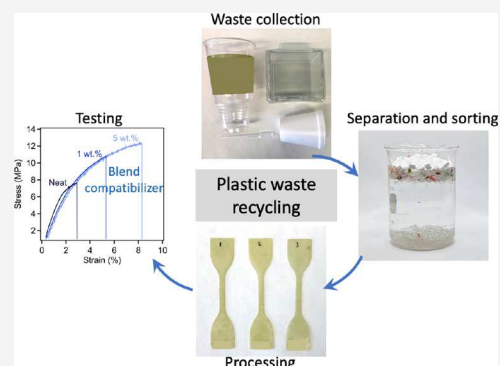 Waste collection
Testing
Separation and sorting
14
12
10
8
6
4
2
Stress (MPa)
5 wt.%
1 wt.%
Neat
Blend
compatibilizer
0
2
4
6
8
10
Strain (%)
Plastic waste
recycling
1
2
3
Processing